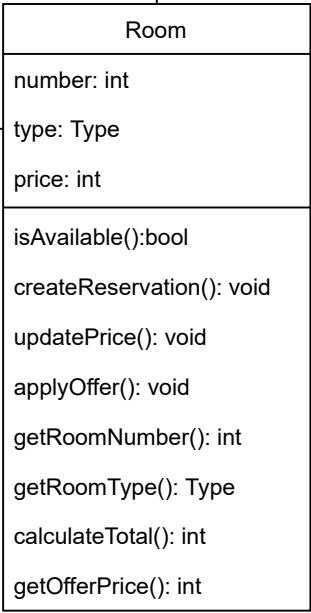 Room
number: int
type: Type
price: int
isAvailable():bool
createReservation(): void
updatePrice(): void
applyOffer(): void
getRoomNumber(): int
getRoomType(): Type
calculateTotal(): int
getOfferPrice(): int